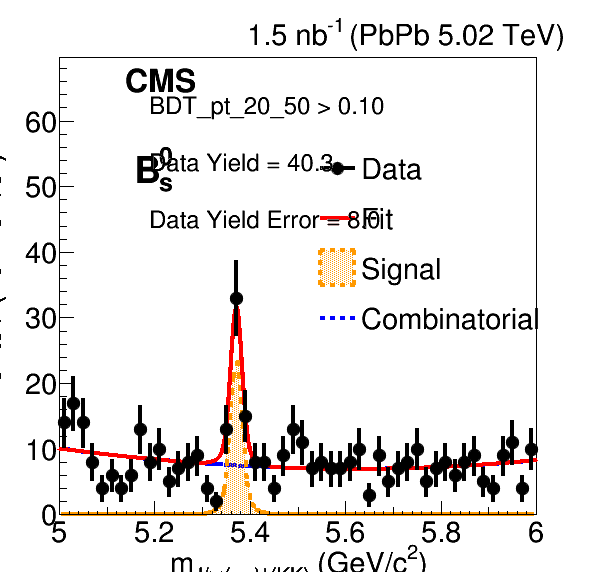 1.5 nb⁻¹ (PbPb 5.02 TeV)
CMS
BDT_pt_20_50 > 0.10
B⁰ₛ
Data Yield = 40.3
Data Yield Error = 8.0
Data
Fit
Signal
Combinatorial
60
50
40
30
20
10
0
5 5.2 5.4 5.6 5.8 6
m (GeV/c²)